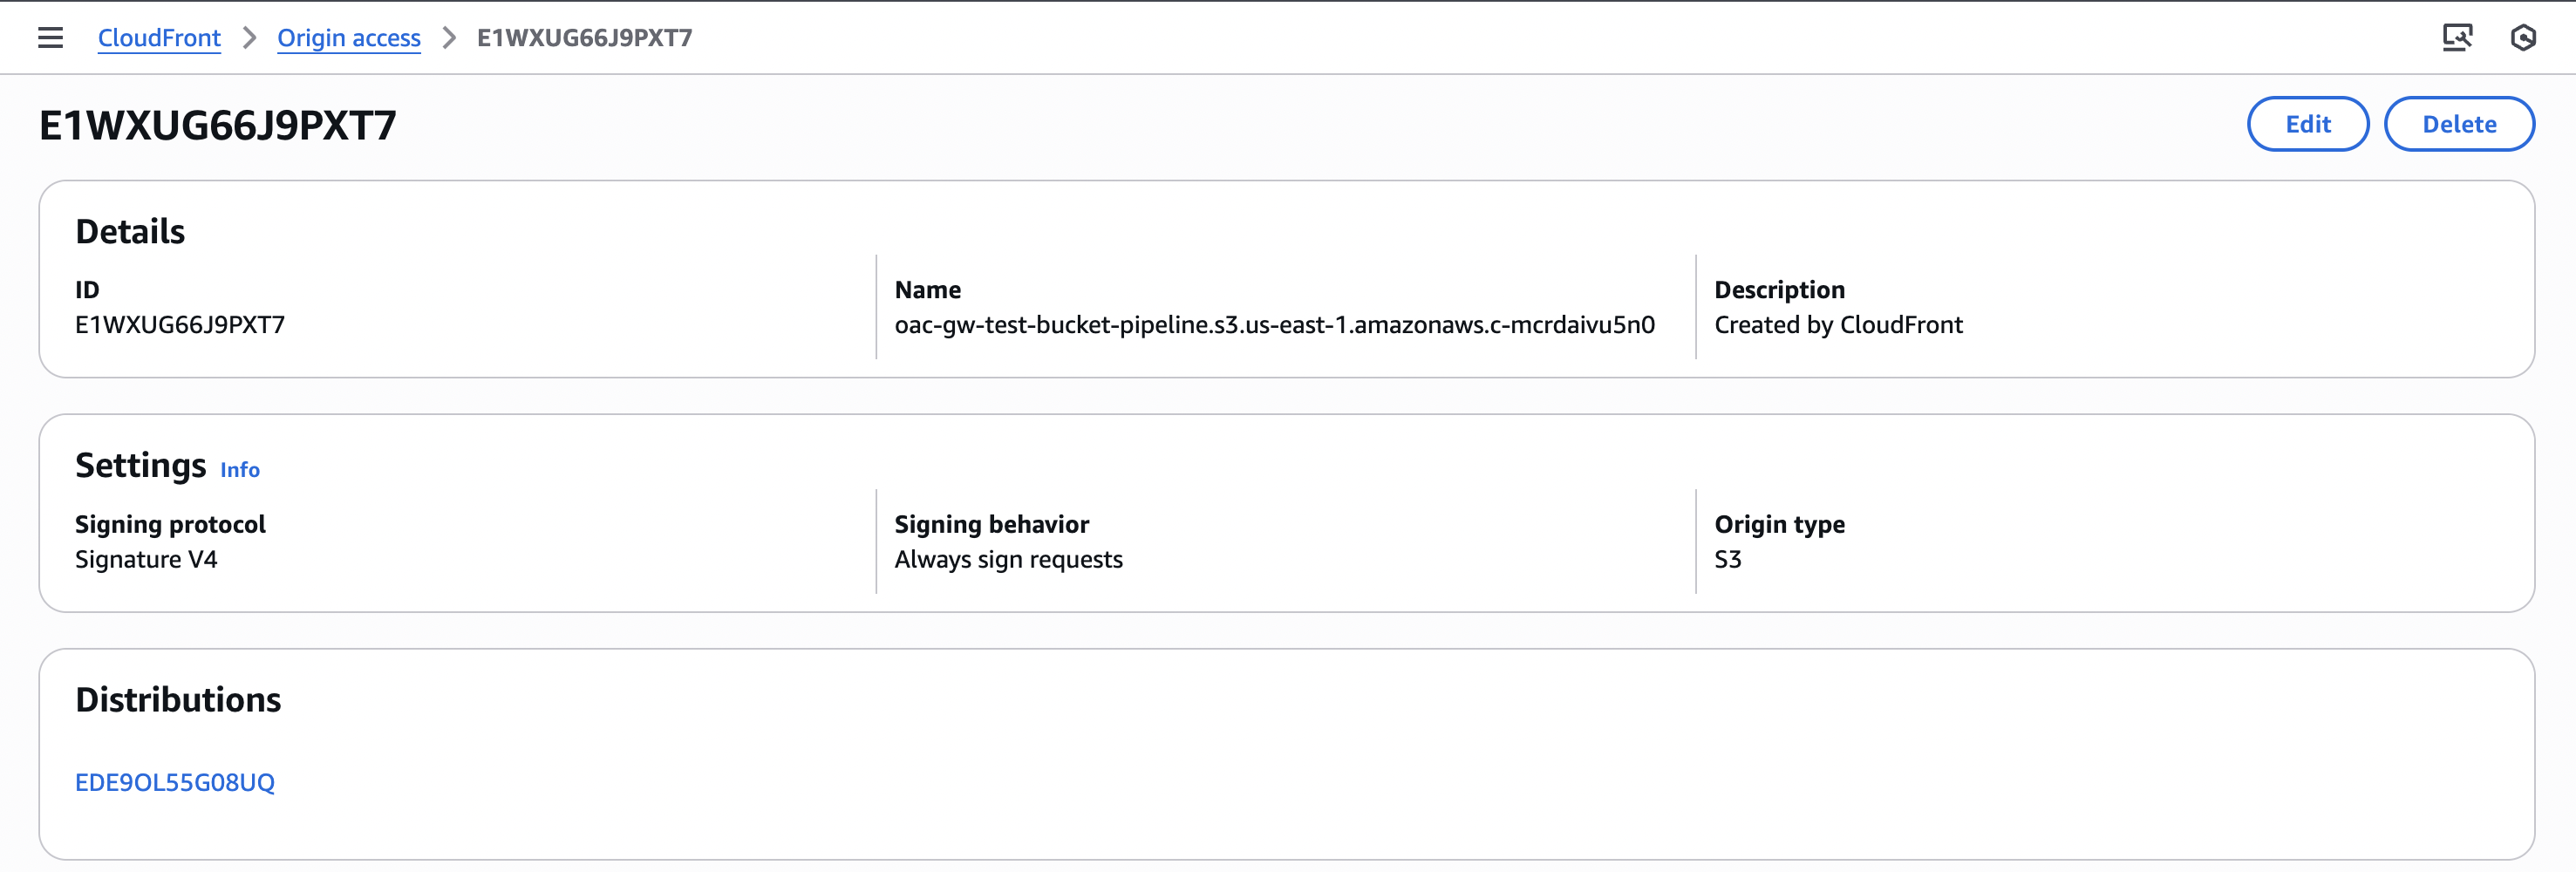 CloudFront > Origin access > E1WXUG66J9PXT7
E1WXUG66J9PXT7
Edit
Delete
Details
ID
E1WXUG66J9PXT7
Name
oac-gw-test-bucket-pipeline.s3.us-east-1.amazonaws.c-mcrdaivu5n0
Description
Created by CloudFront
Settings Info
Signing protocol
Signature V4
Signing behavior
Always sign requests
Origin type
S3
Distributions
EDE9OL55G08UQ